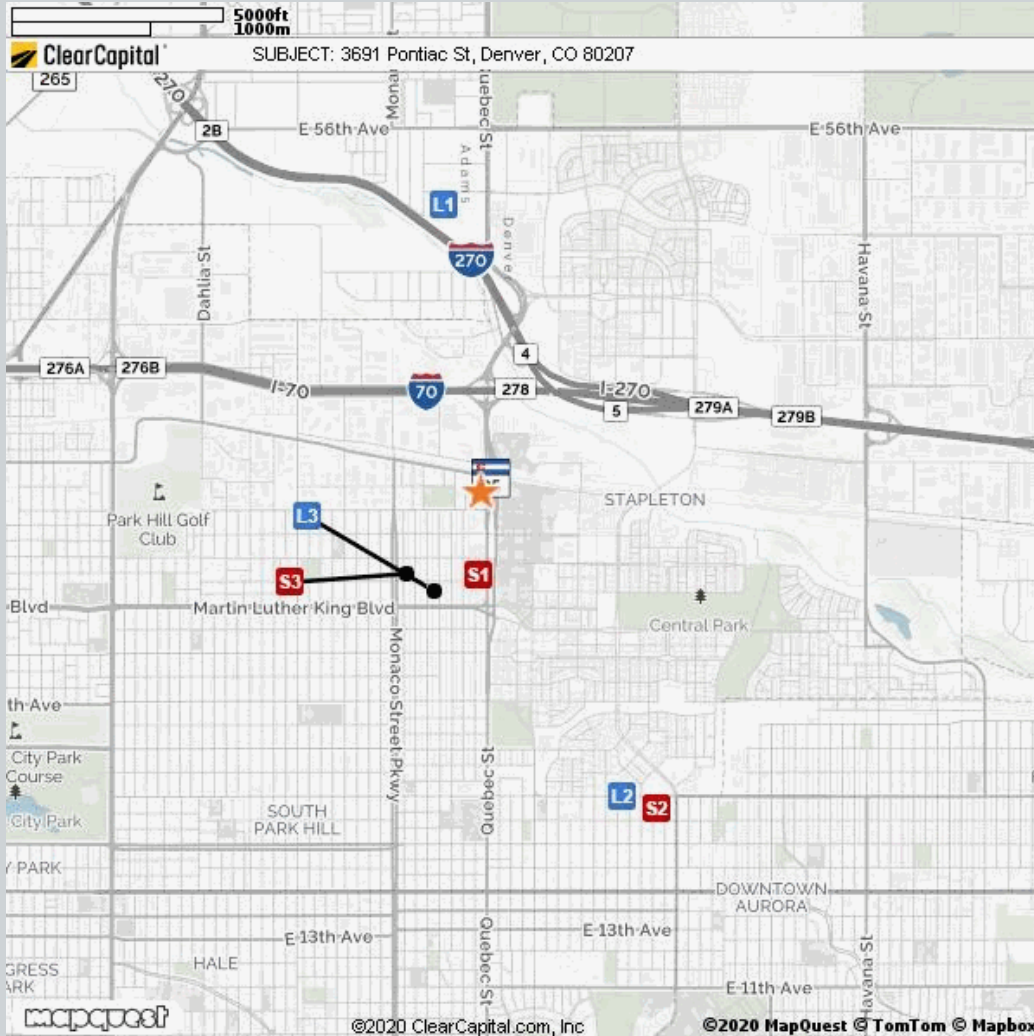 5000ft
1000m
ClearCapital
SUBJECT: 3691 Pontiac St, Denver, CO 80207
265
270
2B
E 56th Ave
E 56th Ave
Quebec St
Adams
L1
Denve
270
Dahlia St
Havana St
4
276A
276B
I-70
70
278
I-270
5
279A
279B
STAPLETON
Park Hill Golf
Club
L3
S3
S1
Blvd
Martin Luther King Blvd
Central Park
Monaco Street Pkwy
th Ave
City Park
Course
City Park
Quebec St
L2
S2
SOUTH
PARK HILL
Y PARK
DOWNTOWN
AURORA
E 13th Ave
E 13th Ave
Quebec St
Havana St
GRESS
ARK
HALE
E 11th Ave
mapquest
©2020 ClearCapital.com, Inc
©2020 MapQuest © TomTom © Mapbox